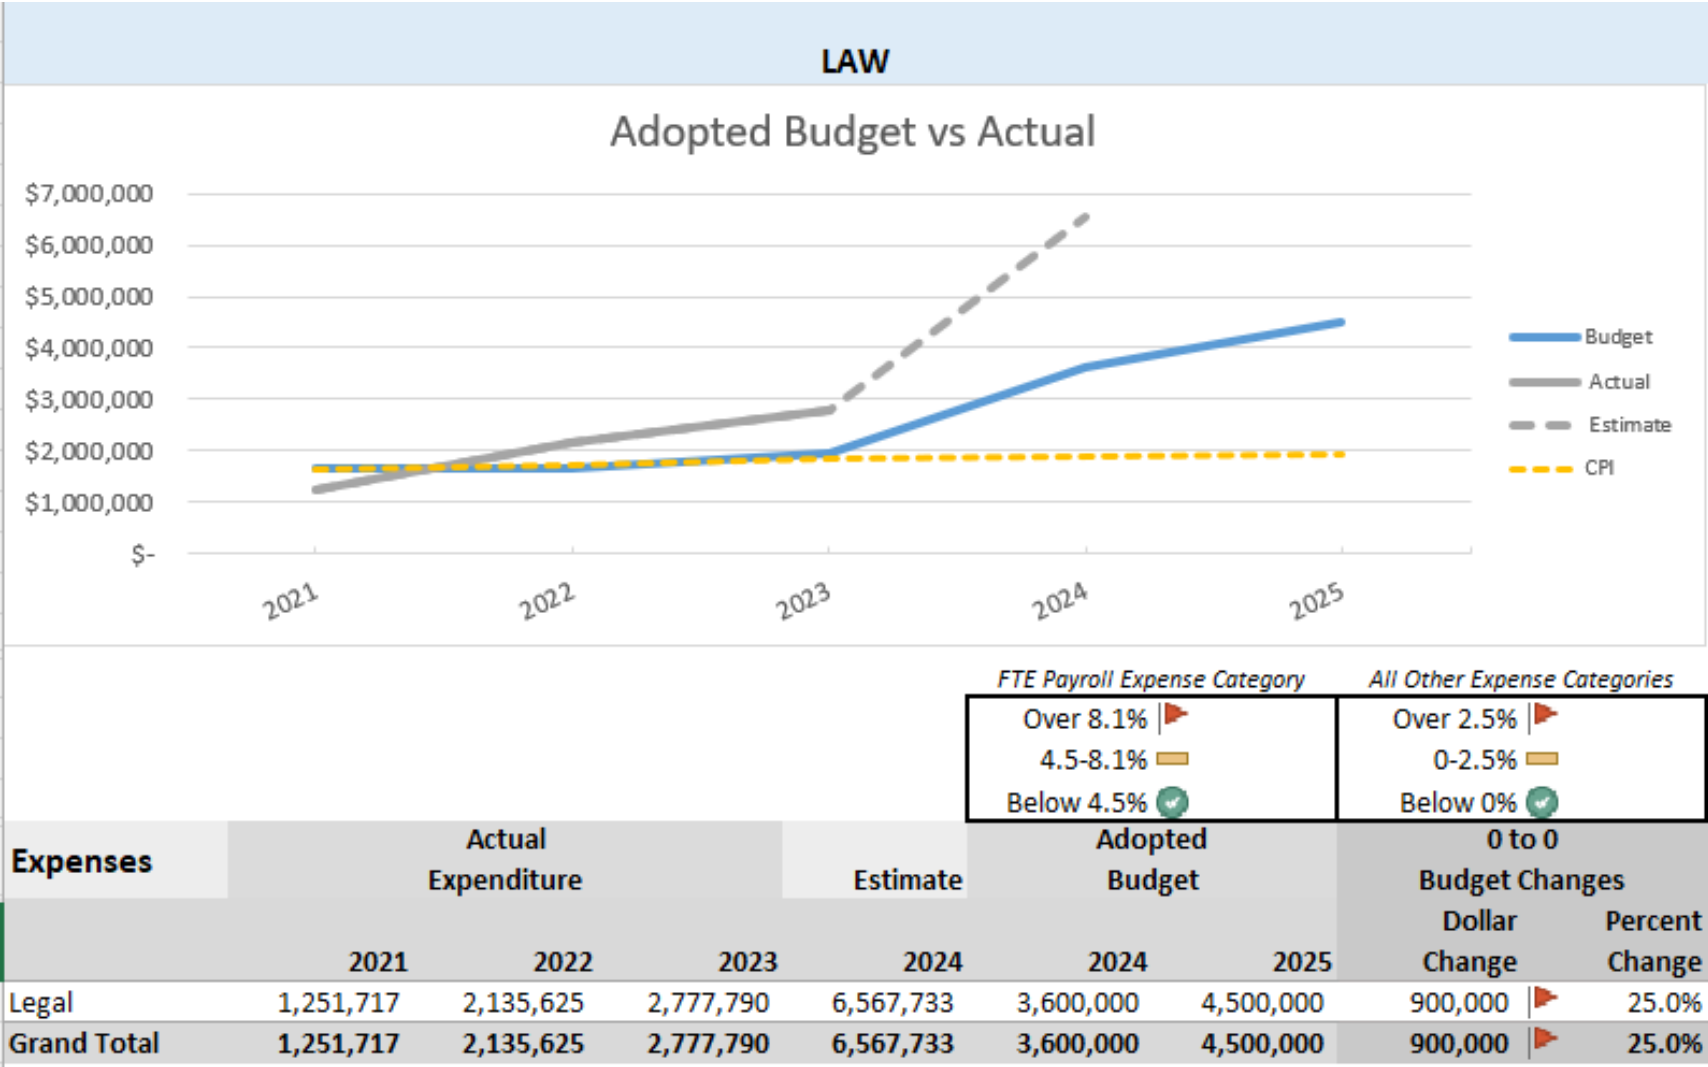 LAW
Adopted Budget vs Actual
$7,000,000
$6,000,000
$5,000,000
$4,000,000
$3,000,000
$2,000,000
$1,000,000
$-
2021 2022 2023 2024 2025
Budget
Actual
Estimate
CPI
FTE Payroll Expense Category All Other Expense Categories
Over 8.1% Over 2.5%
4.5-8.1% 0-2.5%
Below 4.5% Below 0%
Expenses Actual Expenditure Estimate Adopted Budget 0 to 0 Budget Changes
Dollar Percent
2021 2022 2023 2024 2024 2025 Change Change
Legal 1,251,717 2,135,625 2,777,790 6,567,733 3,600,000 4,500,000 900,000 25.0%
Grand Total 1,251,717 2,135,625 2,777,790 6,567,733 3,600,000 4,500,000 900,000 25.0%